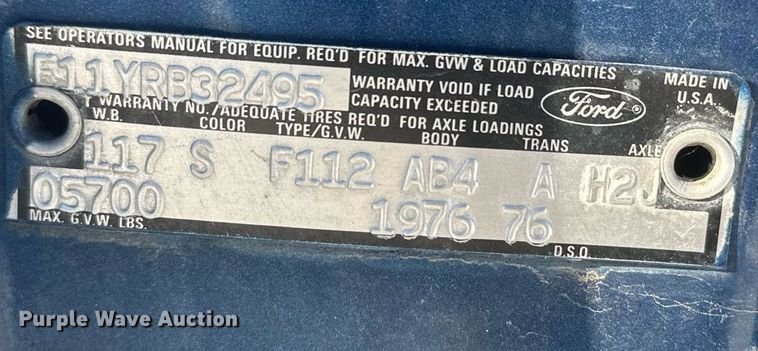 SEE OPERATORS MANUAL FOR EQUIP. REQ'D FOR MAX. GVW & LOAD CAPACITIES
F11YRB32495
WARRANTY VOID IF LOAD
CAPACITY EXCEEDED
Ford
MADE IN
U.S.A.
T WARRANTY NO./ADEQUATE TIRES REQ'D FOR AXLE LOADINGS
W.B. COLOR TYPE/G.V.W. BODY TRANS AXLE
117 S F112 AB4 A H2J
05700 1976 76
MAX. G.V.W. LBS. D.S.O.
Purple Wave Auction